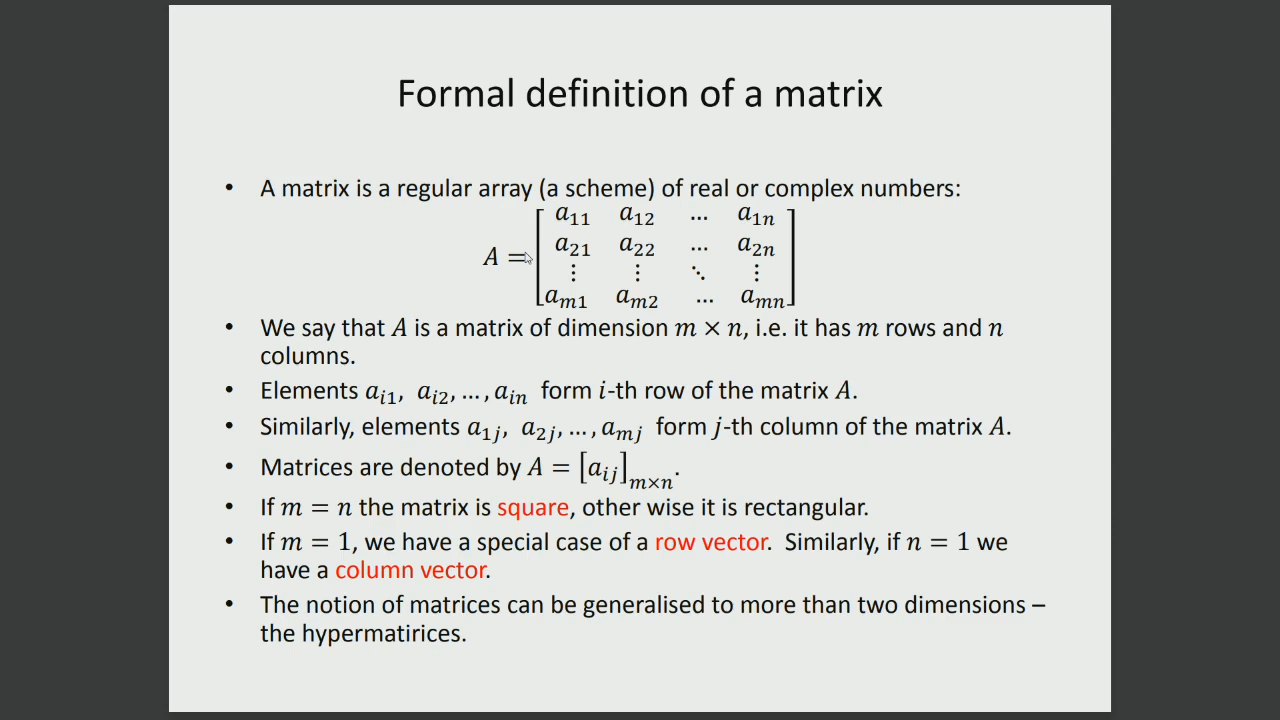 Formal definition of a matrix
• A matrix is a regular array (a scheme) of real or complex numbers:
a₁₁ a₁₂ … a₁ₙ
a₂₁ a₂₂ … a₂ₙ
A =
⋮ ⋮ ⋱ ⋮
aₘ₁ aₘ₂ … aₘₙ
• We say that A is a matrix of dimension m × n, i.e. it has m rows and n
columns.
• Elements aᵢ₁, aᵢ₂, … , aᵢₙ form i-th row of the matrix A.
• Similarly, elements a₁ⱼ, a₂ⱼ, … , aₘⱼ form j-th column of the matrix A.
• Matrices are denoted by A = [aᵢⱼ]ₘ×ₙ.
• If m = n the matrix is square, other wise it is rectangular.
• If m = 1, we have a special case of a row vector. Similarly, if n = 1 we
have a column vector.
• The notion of matrices can be generalised to more than two dimensions –
the hypermatirices.